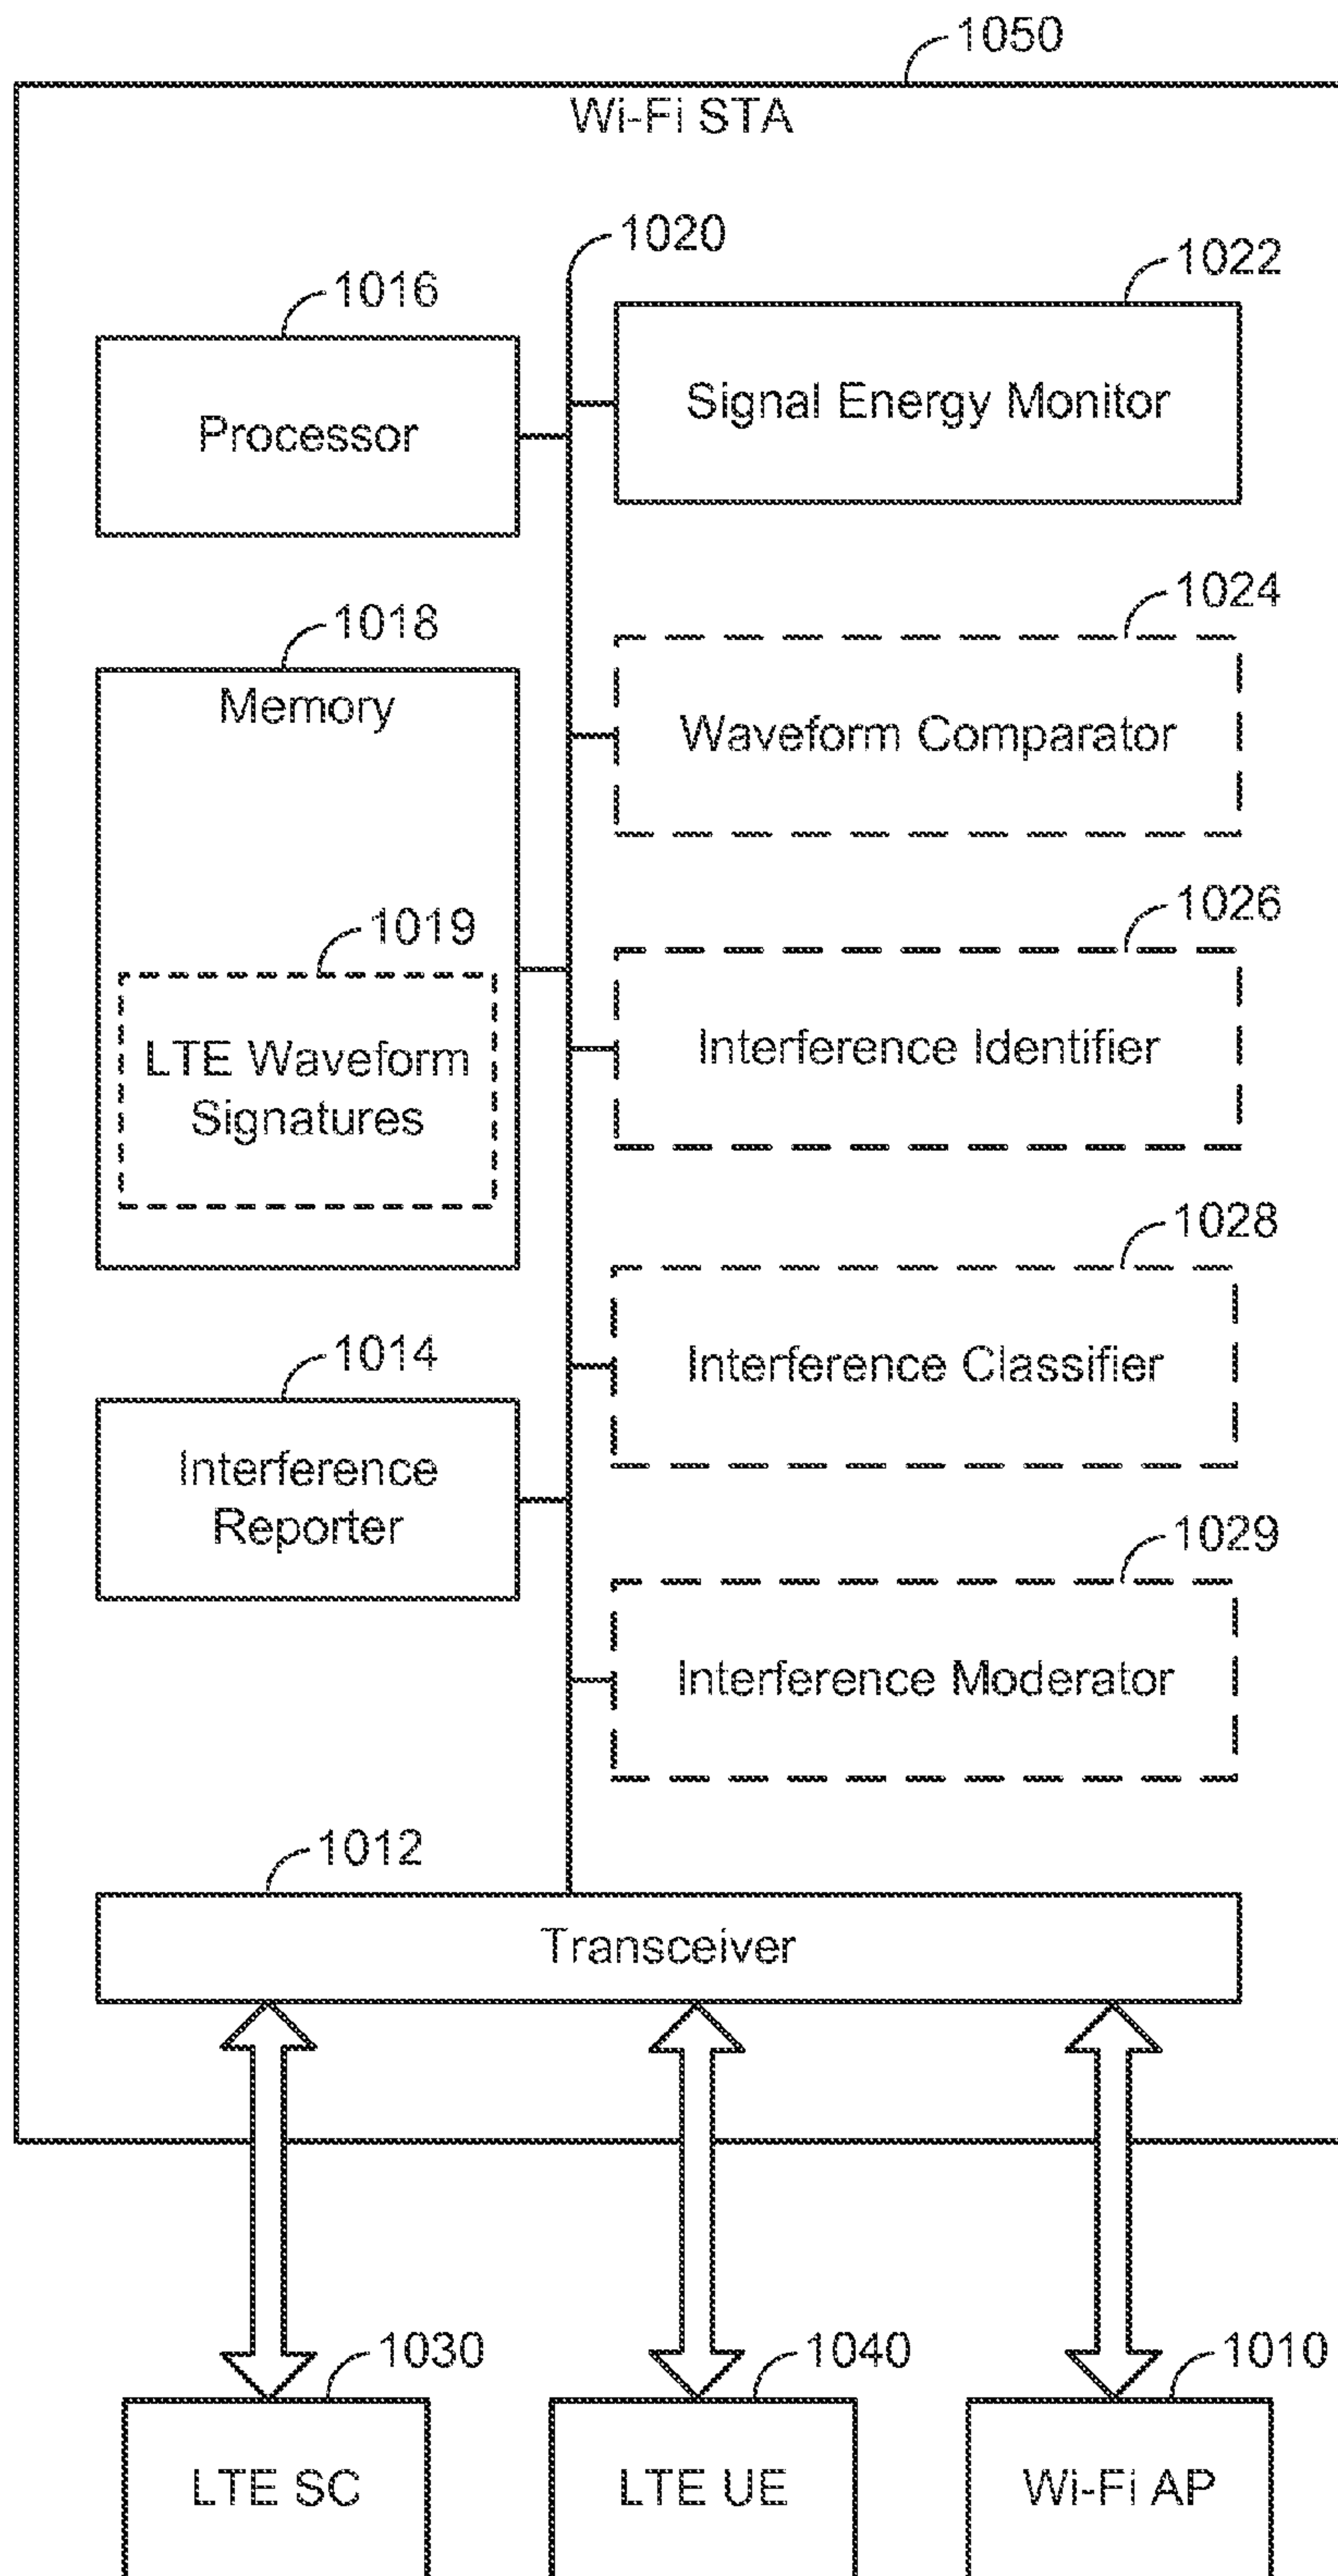 1050
Wi-Fi STA
1020
1022
1016
Signal Energy Monitor
Processor
1024
1018
Memory
Waveform Comparator
1026
1019
Interference Identifier
LTE Waveform
Signatures
1028
1014
Interference Classifier
Interference
Reporter
1029
Interference Moderator
1012
Transceiver
1030
1040
1010
LTE SC
LTE UE
Wi-Fi AP